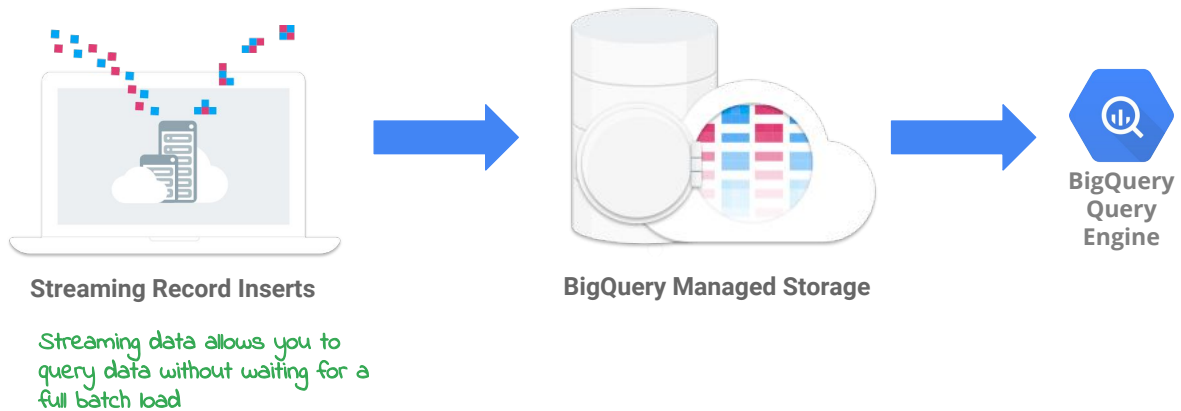 BigQuery
Query
Engine
Streaming Record Inserts
BigQuery Managed Storage
Streaming data allows you to
query data without waiting for a
full batch load